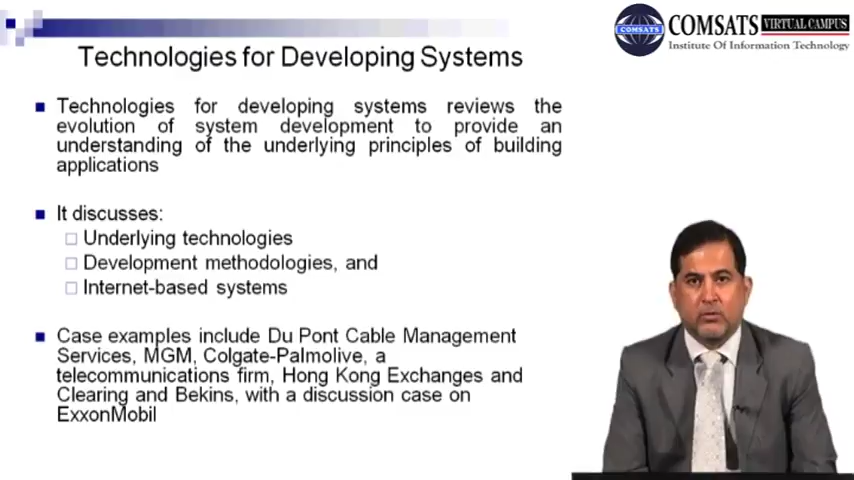 COMSATS VIRTUAL CAMPUS
COMSATS
Institute Of Information Technology
Technologies for Developing Systems
Technologies for developing systems reviews the
evolution of system development to provide an
understanding of the underlying principles of building
applications
It discusses:
Underlying technologies
Development methodologies, and
Internet-based systems
Case examples include Du Pont Cable Management
Services, MGM, Colgate-Palmolive, a
telecommunications firm, Hong Kong Exchanges and
Clearing and Bekins, with a discussion case on
ExxonMobil